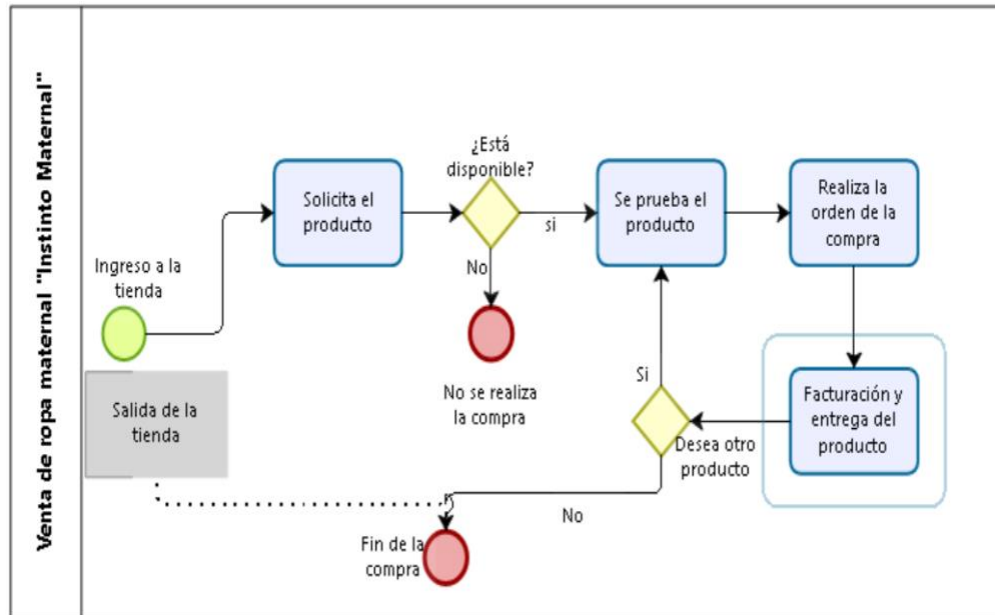 Venta de ropa maternal "Instinto Maternal"
¿Está
disponible?
Solicita el
producto
si
Se prueba el
producto
Realiza la
orden de la
compra
No
Ingreso a la
tienda
Salida de la
tienda
No se realiza
la compra
Si
Facturación y
entrega del
producto
Desea otro
producto
No
Fin de la
compra